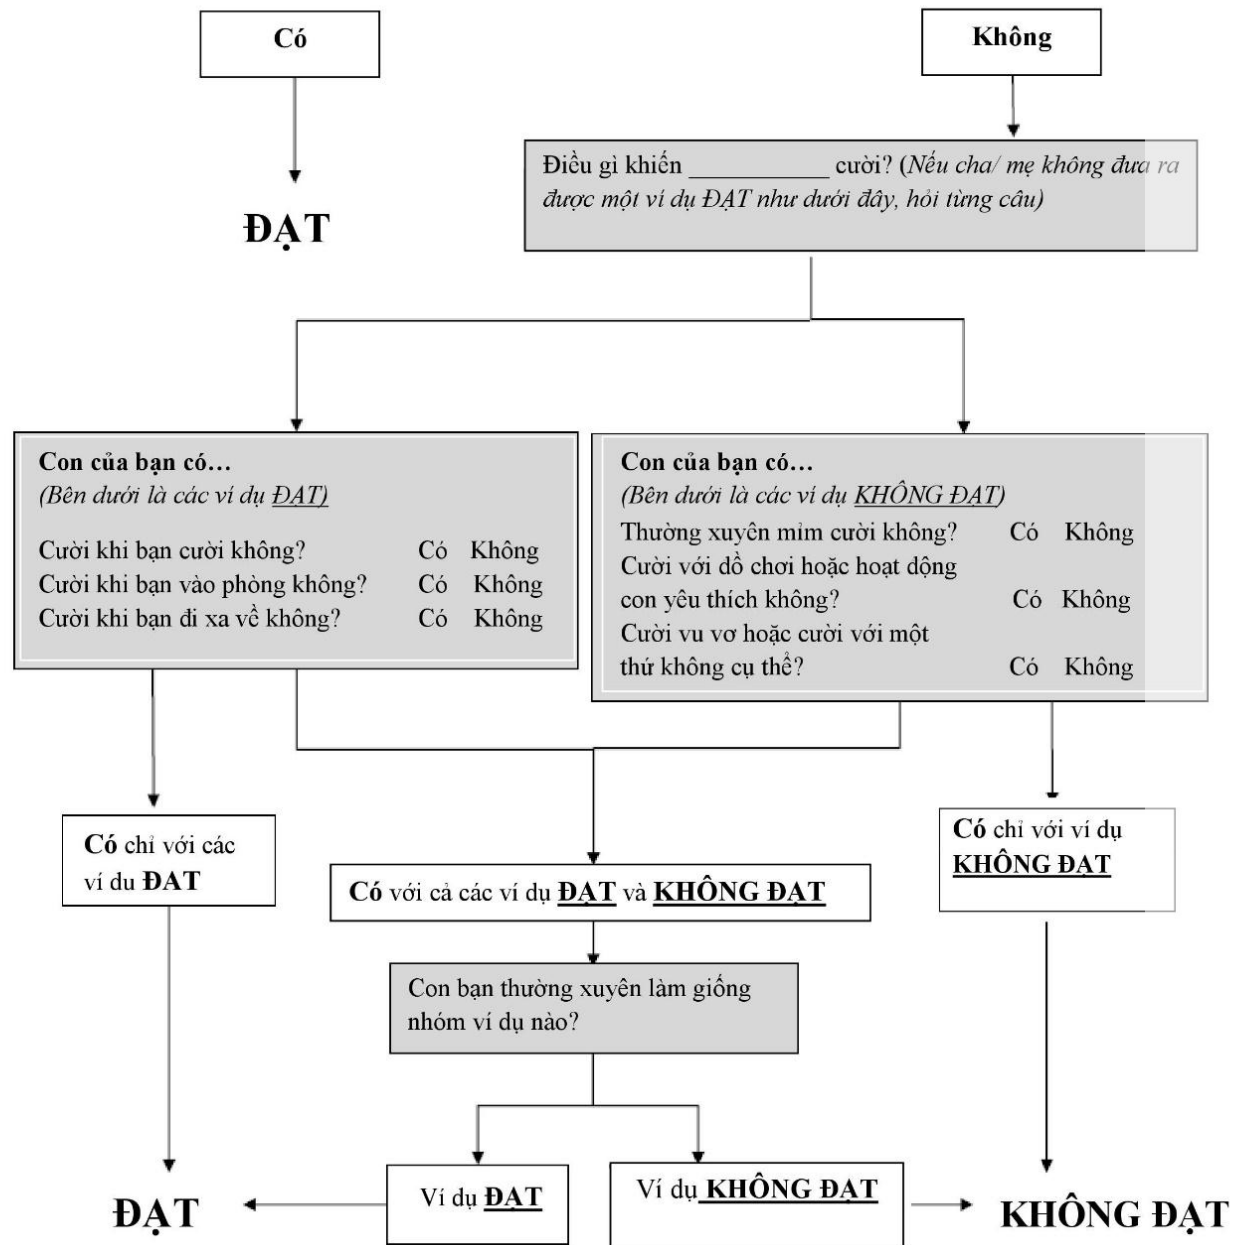 Có
Không
Điều gì khiến ___________ cười? (Nếu cha/ mẹ không đưa ra
được một ví dụ ĐẠT như dưới đây, hỏi từng câu)
ĐẠT
Con của bạn có…
(Bên dưới là các ví dụ ĐẠT)
Cười khi bạn cười không? Có Không
Cười khi bạn vào phòng không? Có Không
Cười khi bạn đi xa về không? Có Không
Con của bạn có…
(Bên dưới là các ví dụ KHÔNG ĐẠT)
Thường xuyên mỉm cười không? Có Không
Cười với đồ chơi hoặc hoạt động
con yêu thích không? Có Không
Cười vu vơ hoặc cười với một
thứ không cụ thể? Có Không
Có chỉ với các
ví du ĐAT
Có với cả các ví dụ ĐẠT và KHÔNG ĐẠT
Có chỉ với ví dụ
KHÔNG ĐẠT
Con bạn thường xuyên làm giống
nhóm ví dụ nào?
Ví dụ ĐẠT
Ví dụ KHÔNG ĐẠT
ĐẠT
KHÔNG ĐẠT